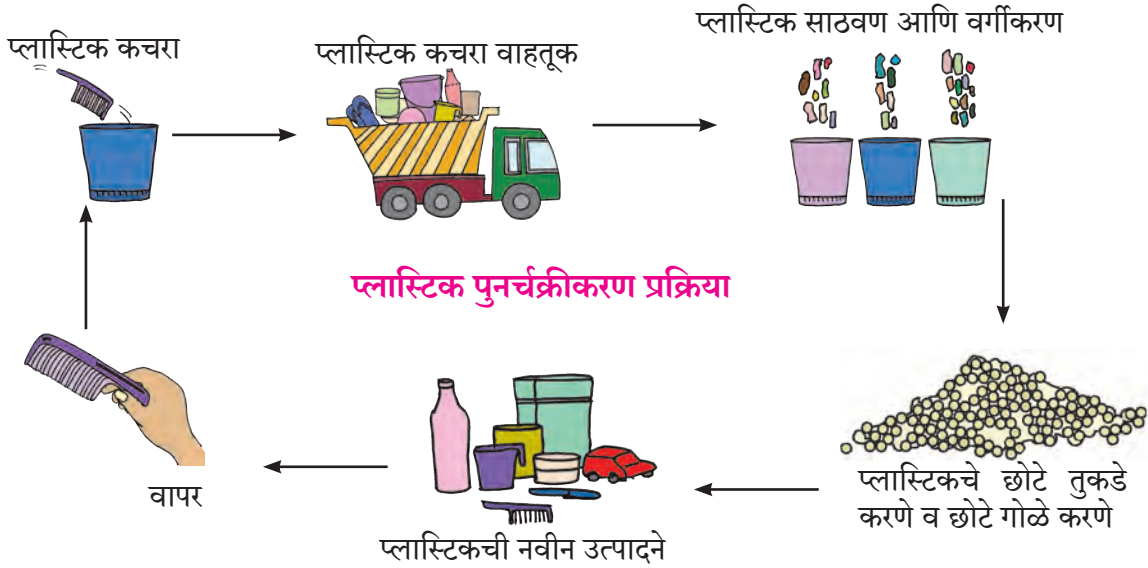 प्लास्टिक कचरा
प्लास्टिक कचरा वाहतूक
प्लास्टिक साठवण आणि वर्गीकरण
प्लास्टिक पुनर्चक्रीकरण प्रक्रिया
प्लास्टिकचे छोटे तुकडे
करणे व छोटे गोळे करणे
प्लास्टिकची नवीन उत्पादने
वापर